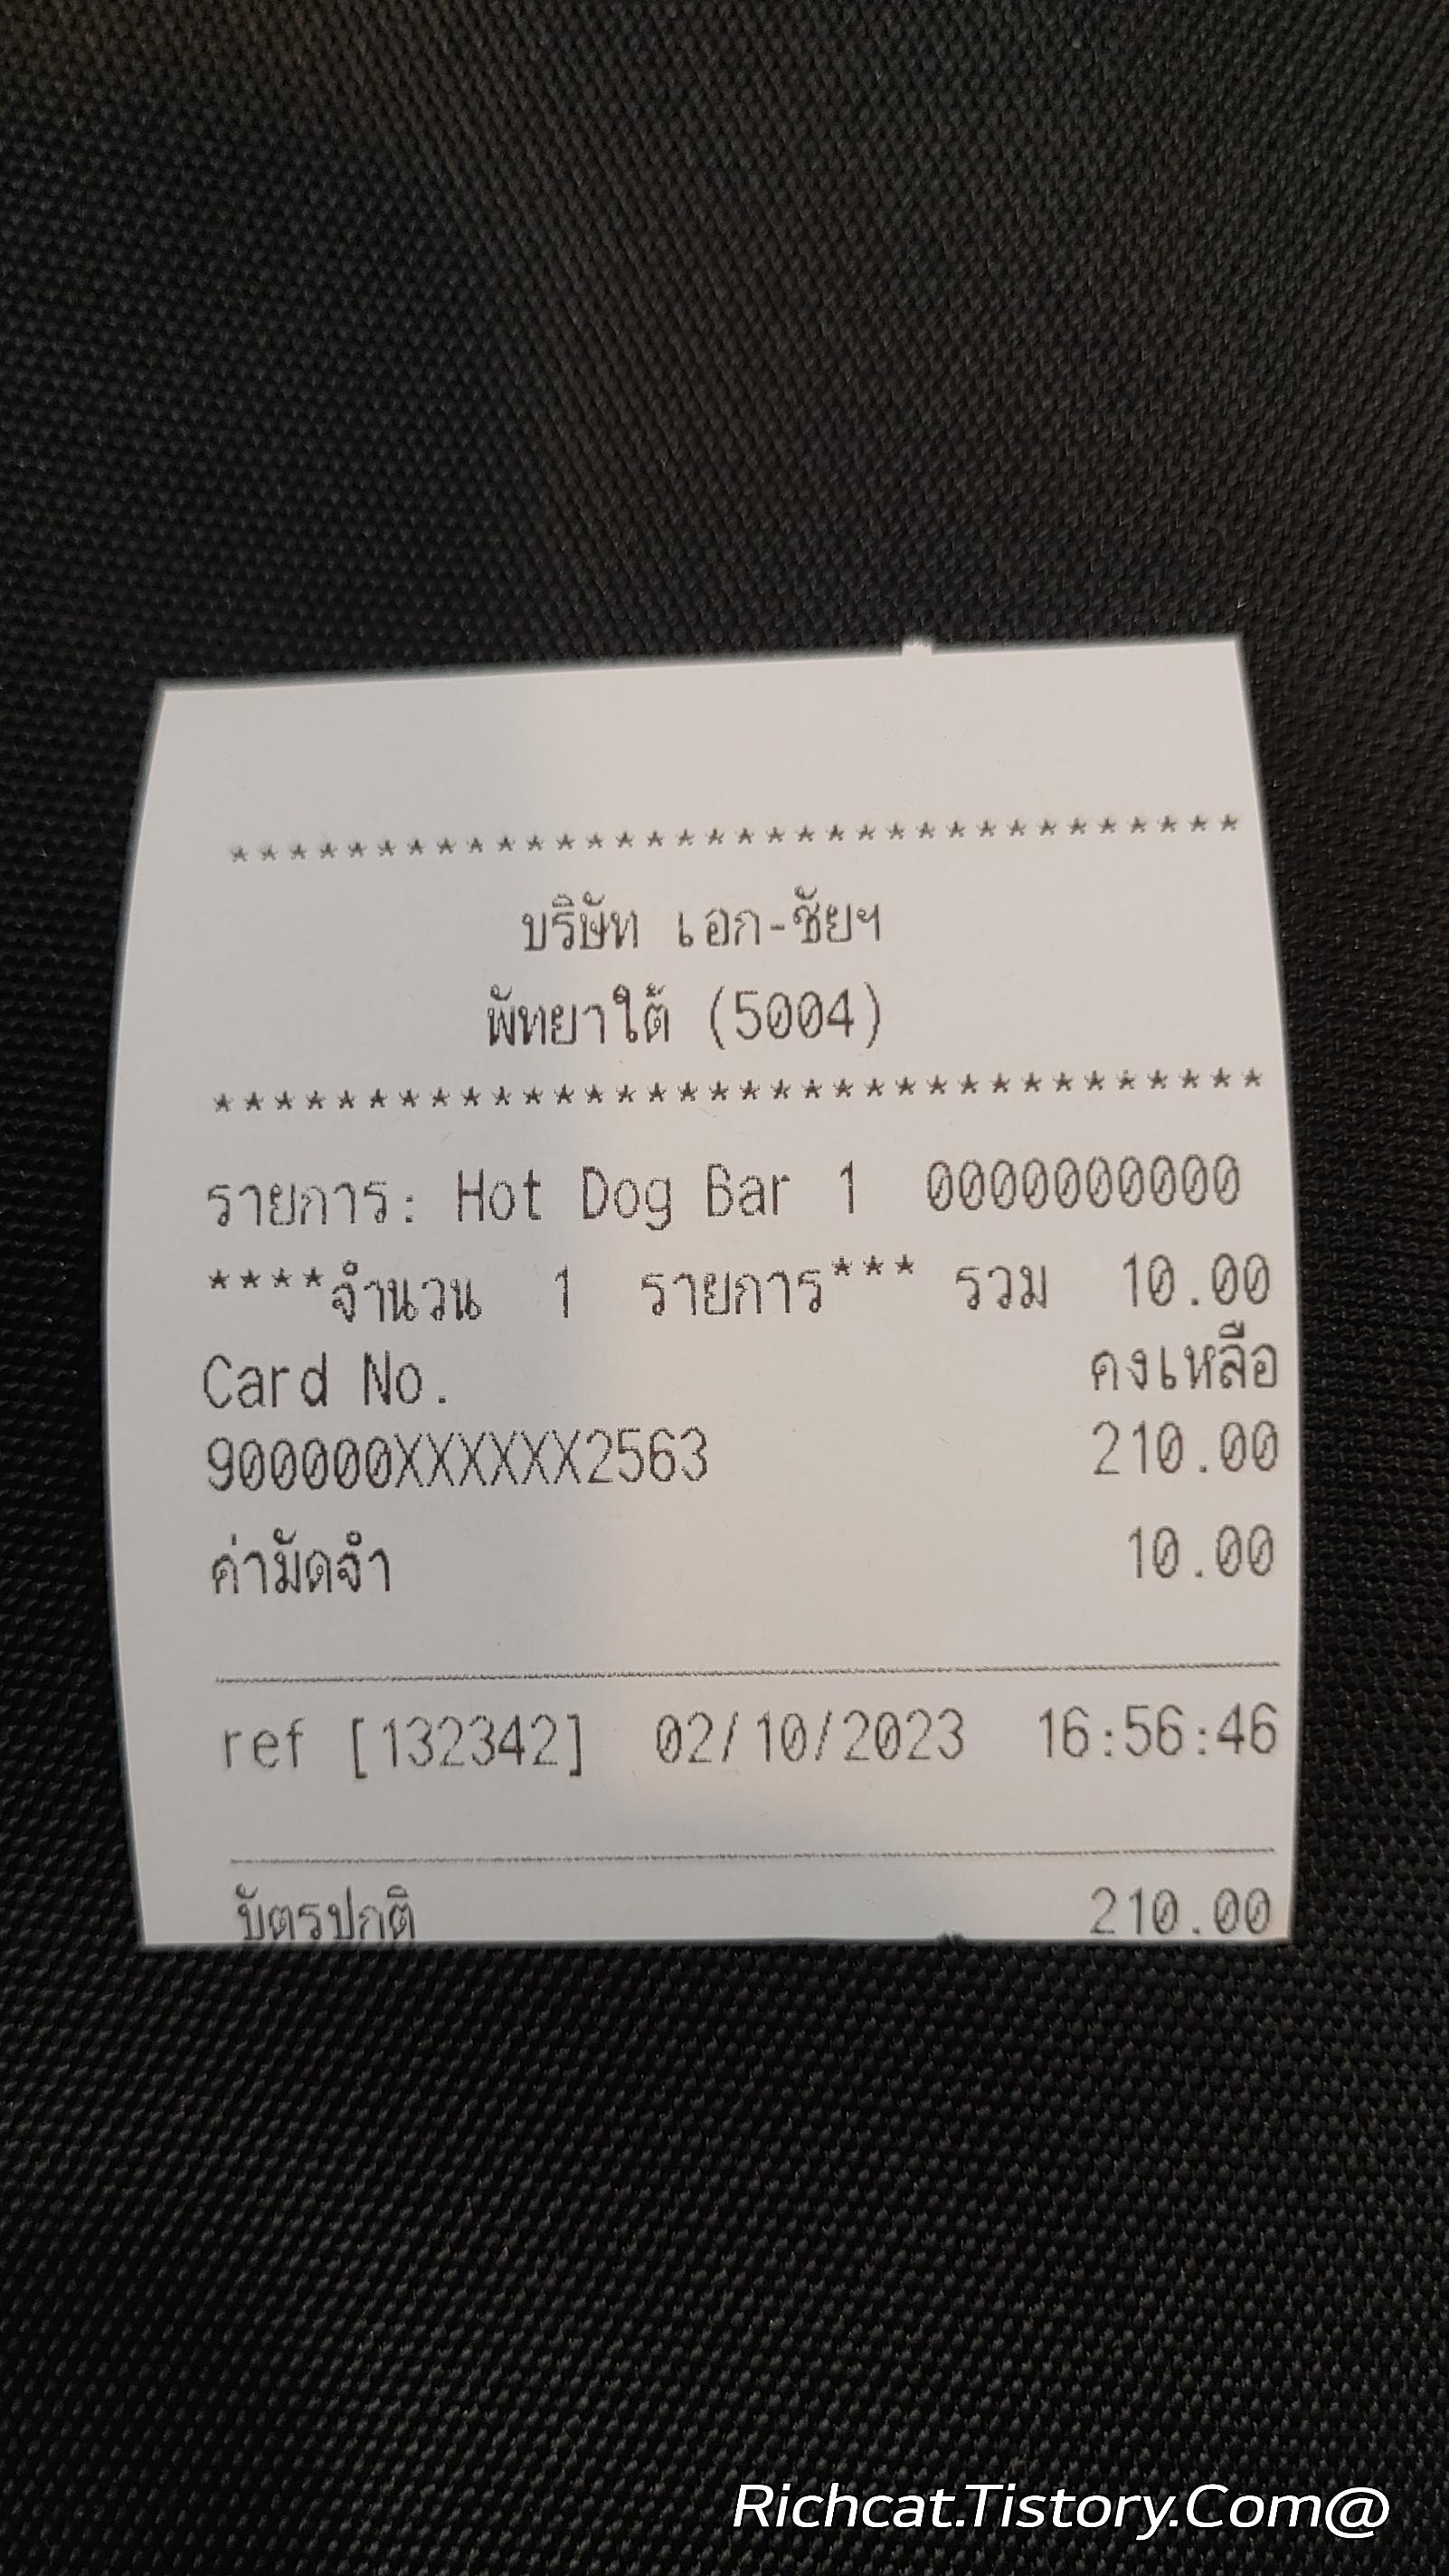 **********************************
บริษัท เอก-ชัยฯ
พัทยาใต้ (5004)
**********************************
รายการ: Hot Dog Bar 1 0000000000
****จำนวน 1 รายการ*** รวม 10.00
Card No. คงเหลือ
900000XXXXXX2563 210.00
ค่ามัดจำ 10.00
ref [132342] 02/10/2023 16:56:46
บัตรปกติ 210.00
Richcat.Tistory.Com@